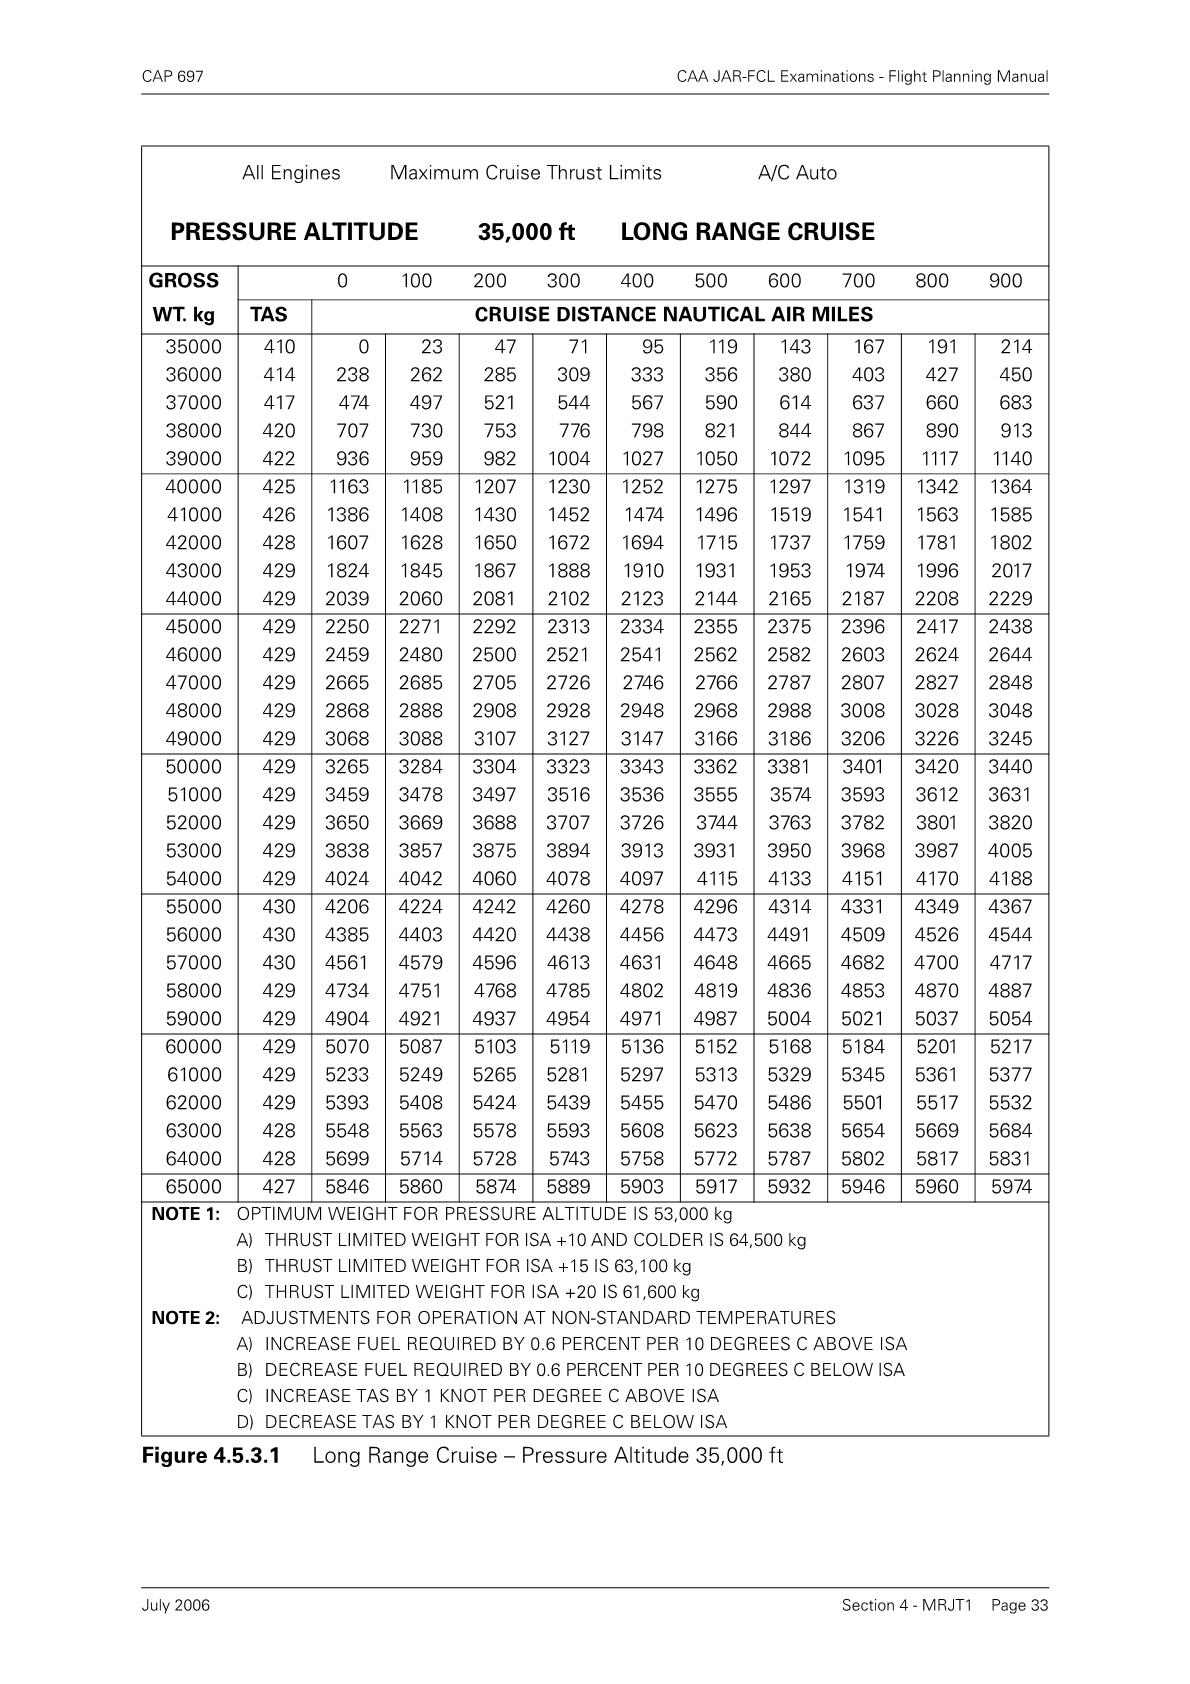 CAP 697 CAA JAR-FCL Examinations - Flight Planning Manual
All Engines Maximum Cruise Thrust Limits A/C Auto
PRESSURE ALTITUDE 35,000 ft LONG RANGE CRUISE
GROSS 0 100 200 300 400 500 600 700 800 900
WT. kg TAS CRUISE DISTANCE NAUTICAL AIR MILES
35000 410 0 23 47 71 95 119 143 167 191 214
36000 414 238 262 285 309 333 356 380 403 427 450
37000 417 474 497 521 544 567 590 614 637 660 683
38000 420 707 730 753 776 798 821 844 867 890 913
39000 422 936 959 982 1004 1027 1050 1072 1095 1117 1140
40000 425 1163 1185 1207 1230 1252 1275 1297 1319 1342 1364
41000 426 1386 1408 1430 1452 1474 1496 1519 1541 1563 1585
42000 428 1607 1628 1650 1672 1694 1715 1737 1759 1781 1802
43000 429 1824 1845 1867 1888 1910 1931 1953 1974 1996 2017
44000 429 2039 2060 2081 2102 2123 2144 2165 2187 2208 2229
45000 429 2250 2271 2292 2313 2334 2355 2375 2396 2417 2438
46000 429 2459 2480 2500 2521 2541 2562 2582 2603 2624 2644
47000 429 2665 2685 2705 2726 2746 2766 2787 2807 2827 2848
48000 429 2868 2888 2908 2928 2948 2968 2988 3008 3028 3048
49000 429 3068 3088 3107 3127 3147 3166 3186 3206 3226 3245
50000 429 3265 3284 3304 3323 3343 3362 3381 3401 3420 3440
51000 429 3459 3478 3497 3516 3536 3555 3574 3593 3612 3631
52000 429 3650 3669 3688 3707 3726 3744 3763 3782 3801 3820
53000 429 3838 3857 3875 3894 3913 3931 3950 3968 3987 4005
54000 429 4024 4042 4060 4078 4097 4115 4133 4151 4170 4188
55000 430 4206 4224 4242 4260 4278 4296 4314 4331 4349 4367
56000 430 4385 4403 4420 4438 4456 4473 4491 4509 4526 4544
57000 430 4561 4579 4596 4613 4631 4648 4665 4682 4700 4717
58000 429 4734 4751 4768 4785 4802 4819 4836 4853 4870 4887
59000 429 4904 4921 4937 4954 4971 4987 5004 5021 5037 5054
60000 429 5070 5087 5103 5119 5136 5152 5168 5184 5201 5217
61000 429 5233 5249 5265 5281 5297 5313 5329 5345 5361 5377
62000 429 5393 5408 5424 5439 5455 5470 5486 5501 5517 5532
63000 428 5548 5563 5578 5593 5608 5623 5638 5654 5669 5684
64000 428 5699 5714 5728 5743 5758 5772 5787 5802 5817 5831
65000 427 5846 5860 5874 5889 5903 5917 5932 5946 5960 5974
NOTE 1: OPTIMUM WEIGHT FOR PRESSURE ALTITUDE IS 53,000 kg
A) THRUST LIMITED WEIGHT FOR ISA +10 AND COLDER IS 64,500 kg
B) THRUST LIMITED WEIGHT FOR ISA +15 IS 63,100 kg
C) THRUST LIMITED WEIGHT FOR ISA +20 IS 61,600 kg
NOTE 2: ADJUSTMENTS FOR OPERATION AT NON-STANDARD TEMPERATURES
A) INCREASE FUEL REQUIRED BY 0.6 PERCENT PER 10 DEGREES C ABOVE ISA
B) DECREASE FUEL REQUIRED BY 0.6 PERCENT PER 10 DEGREES C BELOW ISA
C) INCREASE TAS BY 1 KNOT PER DEGREE C ABOVE ISA
D) DECREASE TAS BY 1 KNOT PER DEGREE C BELOW ISA
Figure 4.5.3.1 Long Range Cruise – Pressure Altitude 35,000 ft
July 2006 Section 4 - MRJT1 Page 33